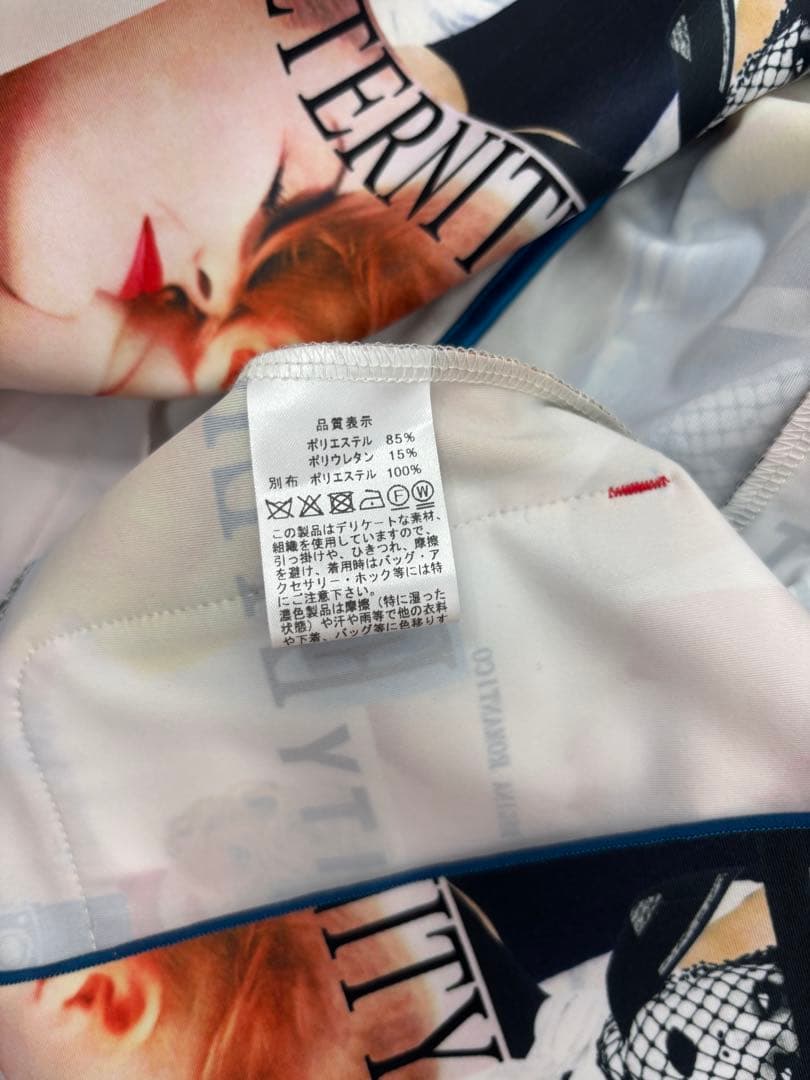 TERNITY
品質表示
ポリエステル 85%
ポリウレタン 15%
別布 ポリエステル 100%
F W
この製品はデリケートな素材、
組織を使用していますので、
引っ掛けや、ひきつれ、摩擦
を避け、着用時はバッグ・ア
クセサリー・ホック等には特
にご注意下さい。
濃色製品は摩擦（特に湿った
状態）や汗や雨等で他の衣料
や下着、バッグ等に色移りす
ROMANTICO
ITY
ITY